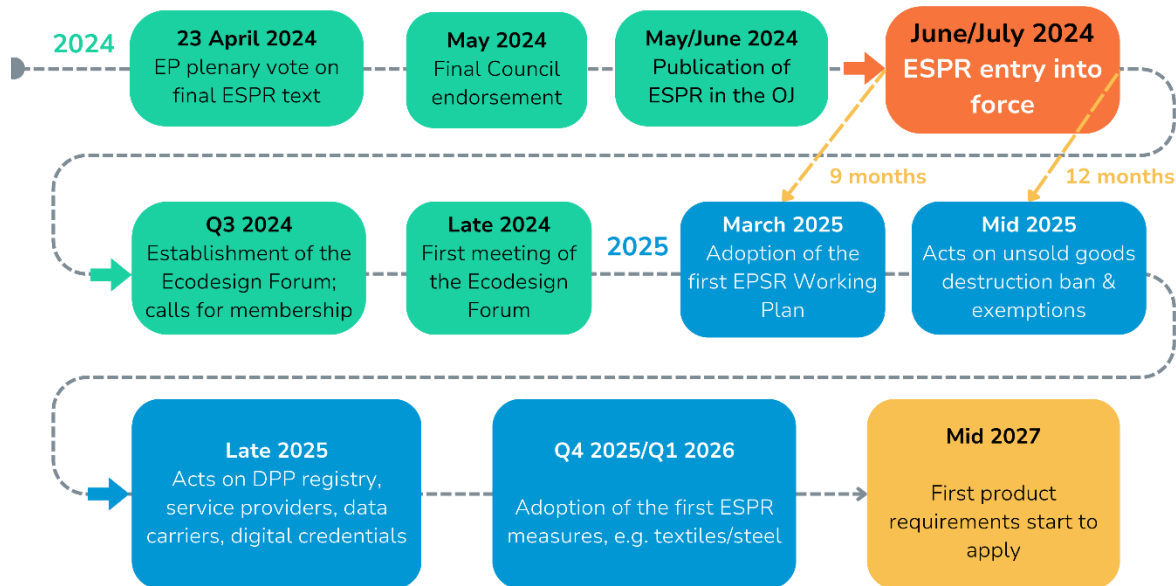 2024
23 April 2024
EP plenary vote on
final ESPR text
May 2024
Final Council
endorsement
May/June 2024
Publication of
ESPR in the OJ
June/July 2024
ESPR entry into
force
9 months
12 months
Q3 2024
Establishment of the
Ecodesign Forum;
calls for membership
Late 2024
First meeting of
the Ecodesign
Forum
2025
March 2025
Adoption of the
first EPSR Working
Plan
Mid 2025
Acts on unsold goods
destruction ban &
exemptions
Late 2025
Acts on DPP registry,
service providers, data
carriers, digital credentials
Q4 2025/Q1 2026
Adoption of the first ESPR
measures, e.g. textiles/steel
Mid 2027
First product
requirements start to
apply